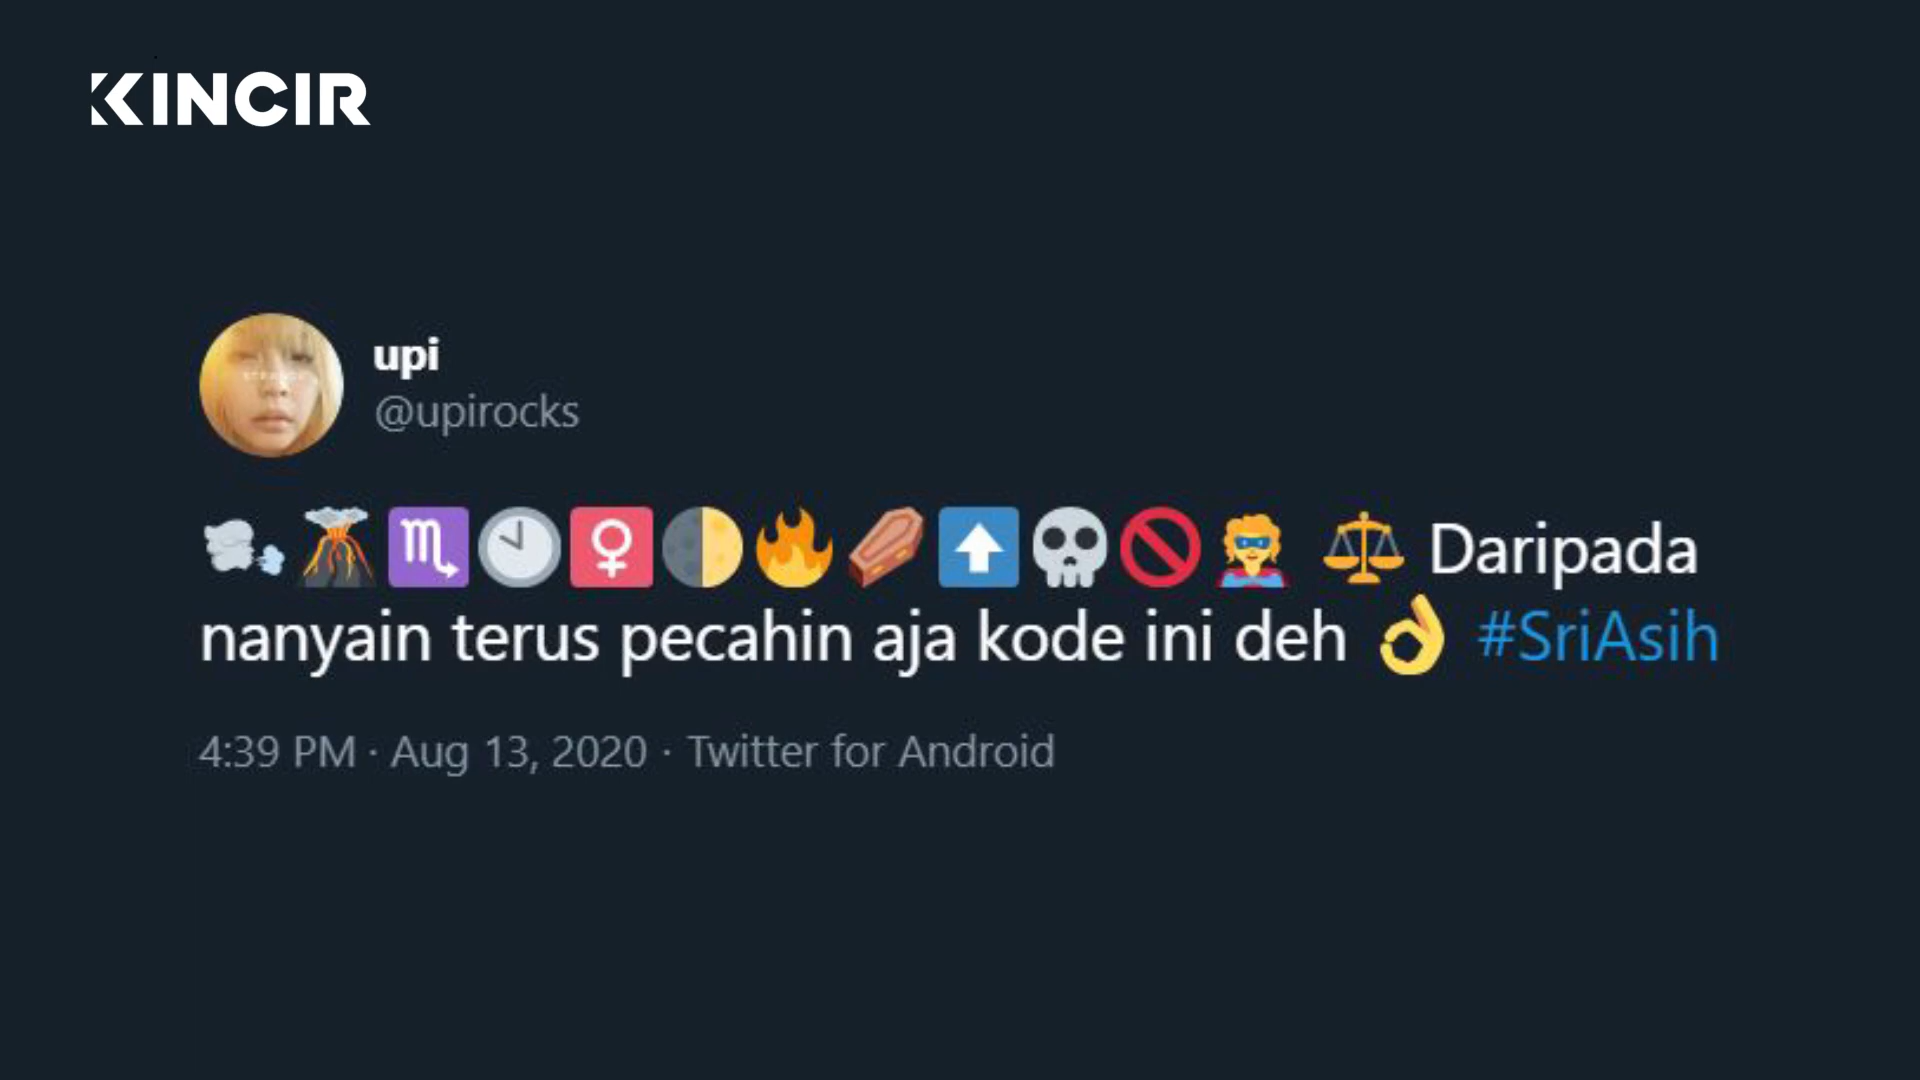 KINCIR
upi
@upirocks
🌬️🌋♏🕙♀️🌓🔥⚰️⬆️💀🚫🦸 ⚖️ Daripada
nanyain terus pecahin aja kode ini deh 👌 #SriAsih
4:39 PM · Aug 13, 2020 · Twitter for Android